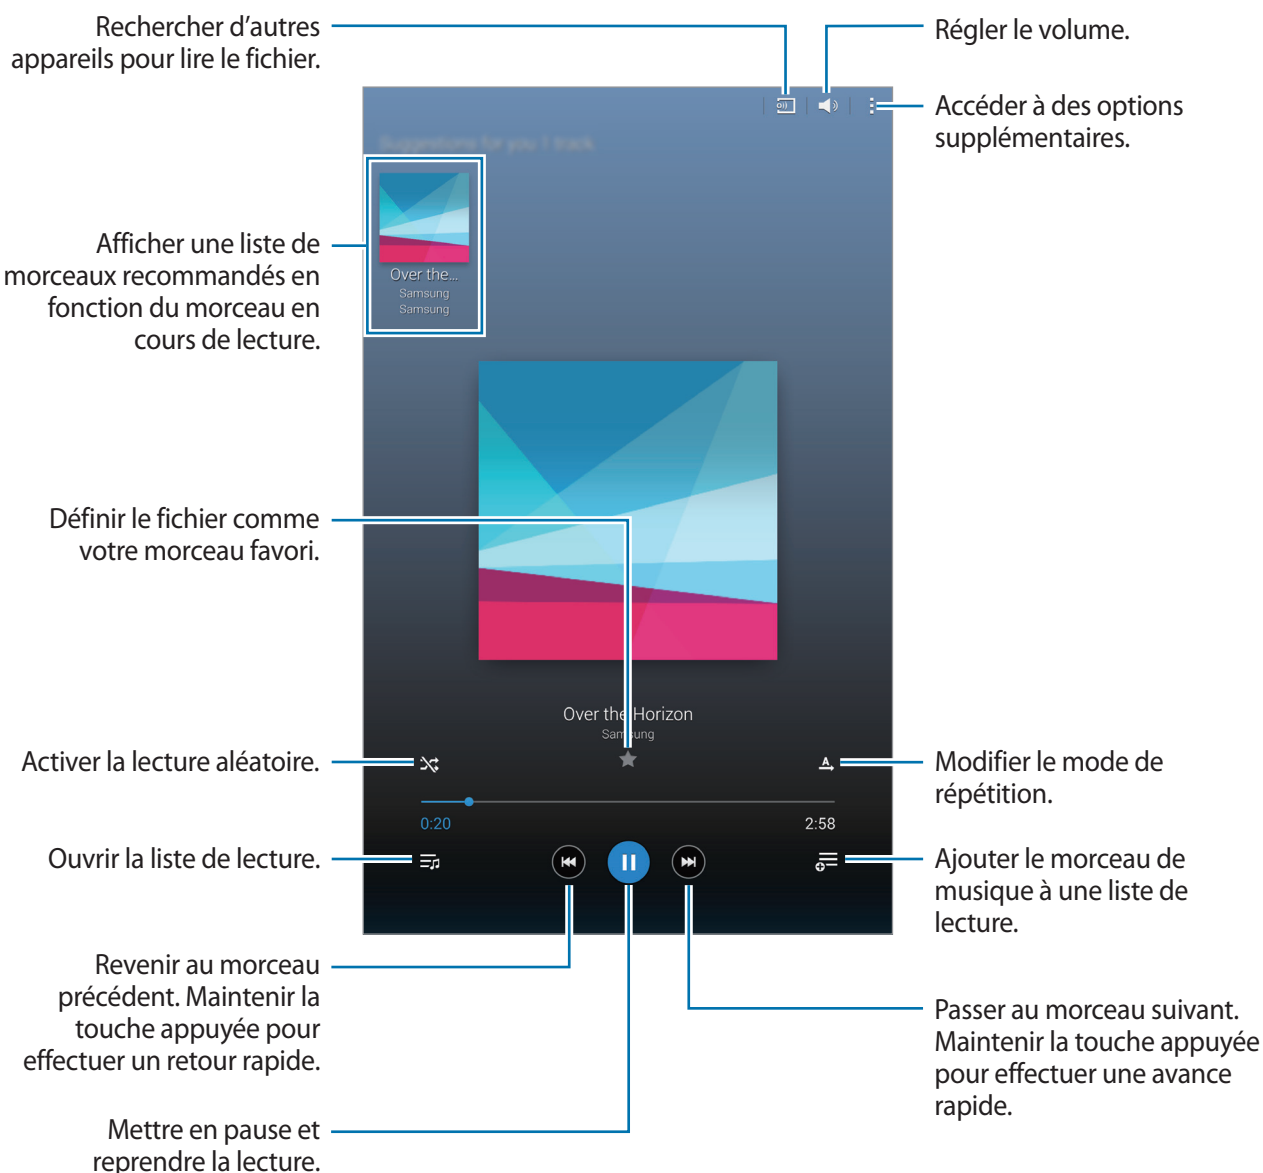 Rechercher d'autres
appareils pour lire le fichier.
Régler le volume.
Accéder à des options
supplémentaires.
Suggestions for you 1 track
Over the...
Samsung
Samsung
Afficher une liste de
morceaux recommandés en
fonction du morceau en
cours de lecture.
Définir le fichier comme
votre morceau favori.
Over the Horizon
Samsung
Activer la lecture aléatoire.
A
Modifier le mode de
répétition.
0:20
2:58
Ouvrir la liste de lecture.
Ajouter le morceau de
musique à une liste de
lecture.
Revenir au morceau
précédent. Maintenir la
touche appuyée pour
effectuer un retour rapide.
Passer au morceau suivant.
Maintenir la touche appuyée
pour effectuer une avance
rapide.
Mettre en pause et
reprendre la lecture.